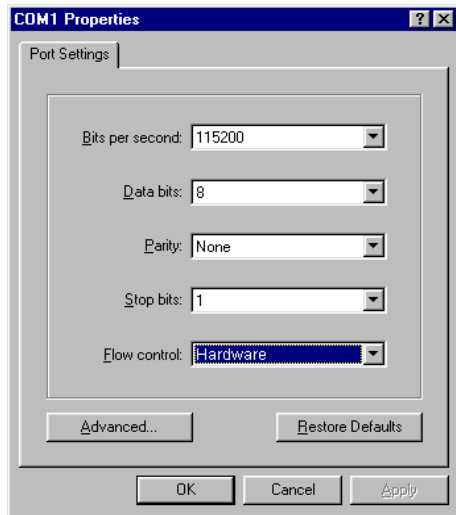 COM1 Properties
Port Settings
Bits per second: 115200
Data bits: 8
Parity: None
Stop bits: 1
Flow control: Hardware
Advanced... Restore Defaults
OK Cancel Apply